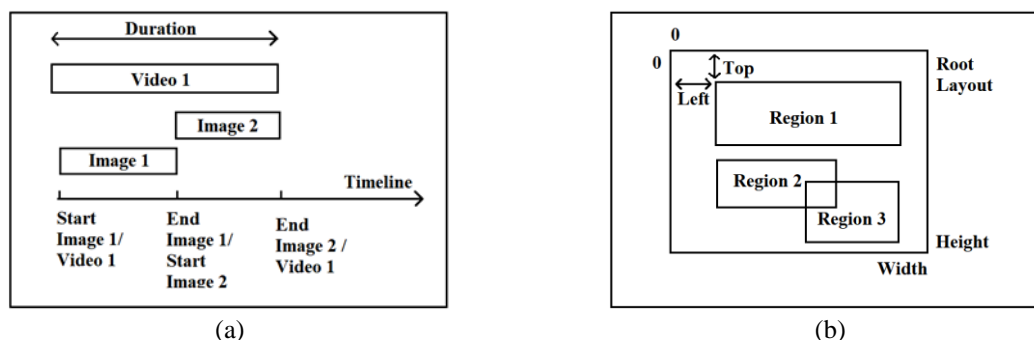 Duration
Video 1
Image 2
Image 1
Timeline
Start
Image 1/
Video 1
End
Image 1/
Start
Image 2
End
Image 2 /
Video 1
(a)
0
0
Top
Left
Root
Layout
Region 1
Region 2
Region 3
Height
Width
(b)